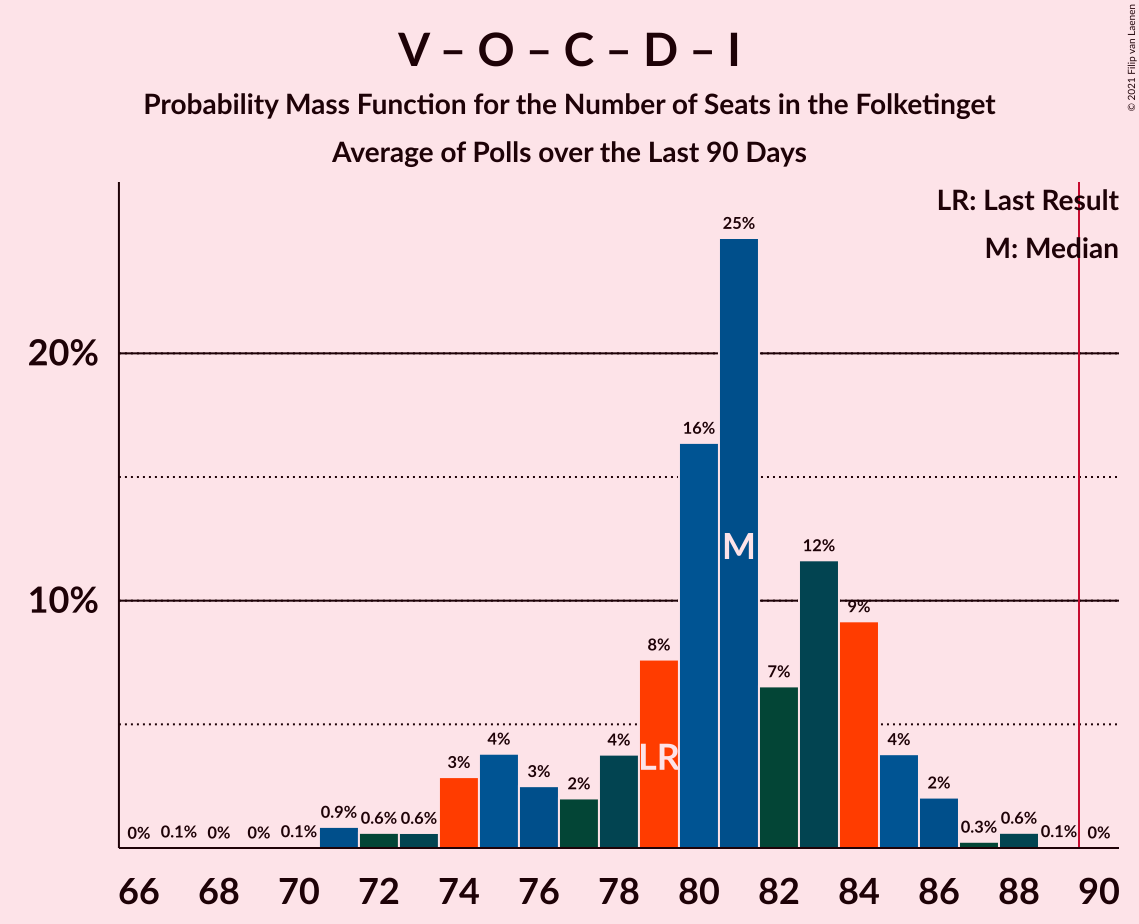 V – O – C – D – I
Probability Mass Function for the Number of Seats in the Folketinget
Average of Polls over the Last 90 Days
© 2021 Filip van Laenen
LR: Last Result
M: Median
25%
20%
16%
M
12%
10%
9%
8%
7%
LR
4%
4%
4%
3%
3%
2%
2%
0% 0.1% 0% 0% 0.1% 0.9% 0.6% 0.6% 0.3% 0.6% 0.1% 0%
66 68 70 72 74 76 78 80 82 84 86 88 90